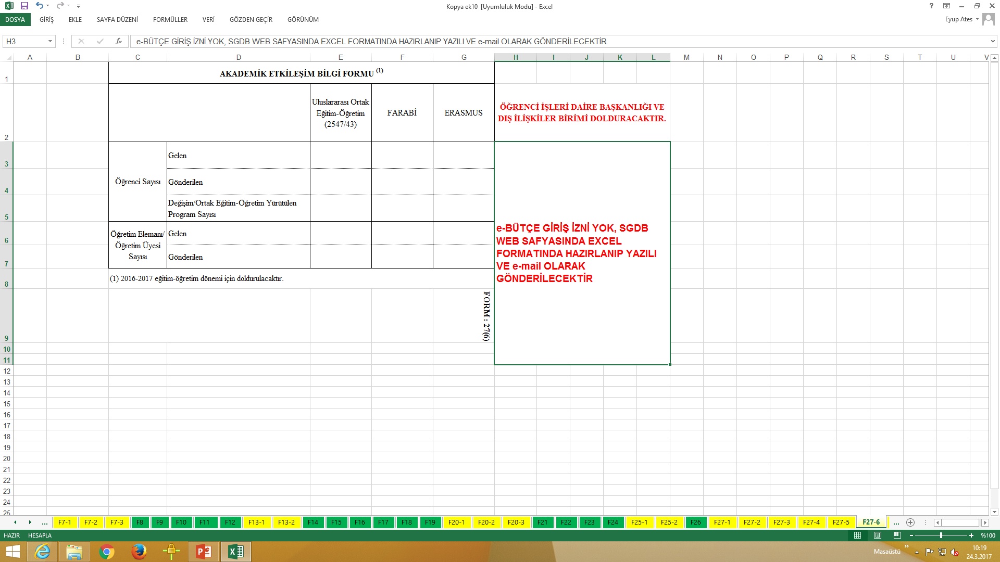 Kopya ek10  [Uyumluluk Modu] - Excel
DOSYA GİRİŞ EKLE SAYFA DÜZENİ FORMÜLLER VERİ GÖZDEN GEÇİR GÖRÜNÜM
Eyup Ates
H3
fx
e-BÜTÇE GİRİŞ İZNİ YOK, SGDB WEB SAFYASINDA EXCEL FORMATINDA HAZIRLANIP YAZILI VE e-mail OLARAK GÖNDERİLECEKTİR
A B C D E F G H I J K L M N O P Q R S T U V
1
AKADEMİK ETKİLEŞİM BİLGİ FORMU (1)
2
Uluslararası Ortak
Eğitim-Öğretim
(2547/43)
FARABİ
ERASMUS
ÖĞRENCİ İŞLERİ DAİRE BAŞKANLIĞI VE
DIŞ İLİŞKİLER BİRİMİ DOLDURACAKTIR.
3
Öğrenci Sayısı
Gelen
4
Gönderilen
5
Değişim/Ortak Eğitim-Öğretim Yürütülen
Program Sayısı
6
Öğretim Elemanı/
Öğretim Üyesi
Sayısı
Gelen
7
Gönderilen
e-BÜTÇE GİRİŞ İZNİ YOK, SGDB
WEB SAFYASINDA EXCEL
FORMATINDA HAZIRLANIP YAZILI
VE e-mail OLARAK
GÖNDERİLECEKTİR
8
(1) 2016-2017 eğitim-öğretim dönemi için doldurulacaktır.
9
FORM : 27(6)
10
11
12
13
14
15
16
17
18
19
20
21
22
23
24
25
... F7-1 F7-2 F7-3 F8 F9 F10 F11 F12 F13-1 F13-2 F14 F15 F16 F17 F18 F19 F20-1 F20-2 F20-3 F21 F22 F23 F24 F25-1 F25-2 F26 F27-1 F27-2 F27-3 F27-4 F27-5 F27-6 ...
HAZIR HESAPLA
%100
Masaüstü
10:19
24.3.2017